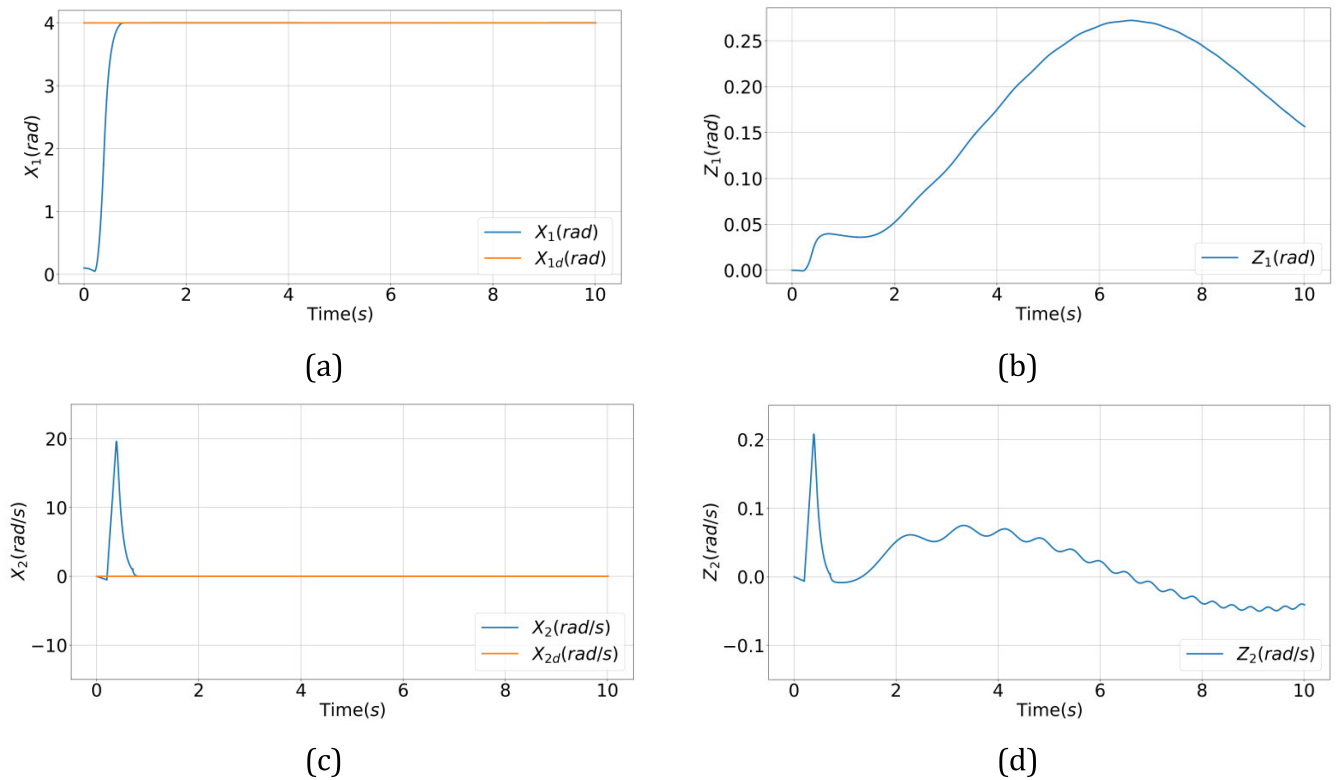 4
3
2
1
0
X₁(rad)
X₁(rad)
X₁d(rad)
0 2 4 6 8 10
Time(s)
(a)
0.25
0.20
0.15
0.10
0.05
0.00
Z₁(rad)
Z₁(rad)
0 2 4 6 8 10
Time(s)
(b)
20
10
0
−10
X₂(rad/s)
X₂(rad/s)
X₂d(rad/s)
0 2 4 6 8 10
Time(s)
(c)
0.2
0.1
0.0
−0.1
Z₂(rad/s)
Z₂(rad/s)
0 2 4 6 8 10
Time(s)
(d)